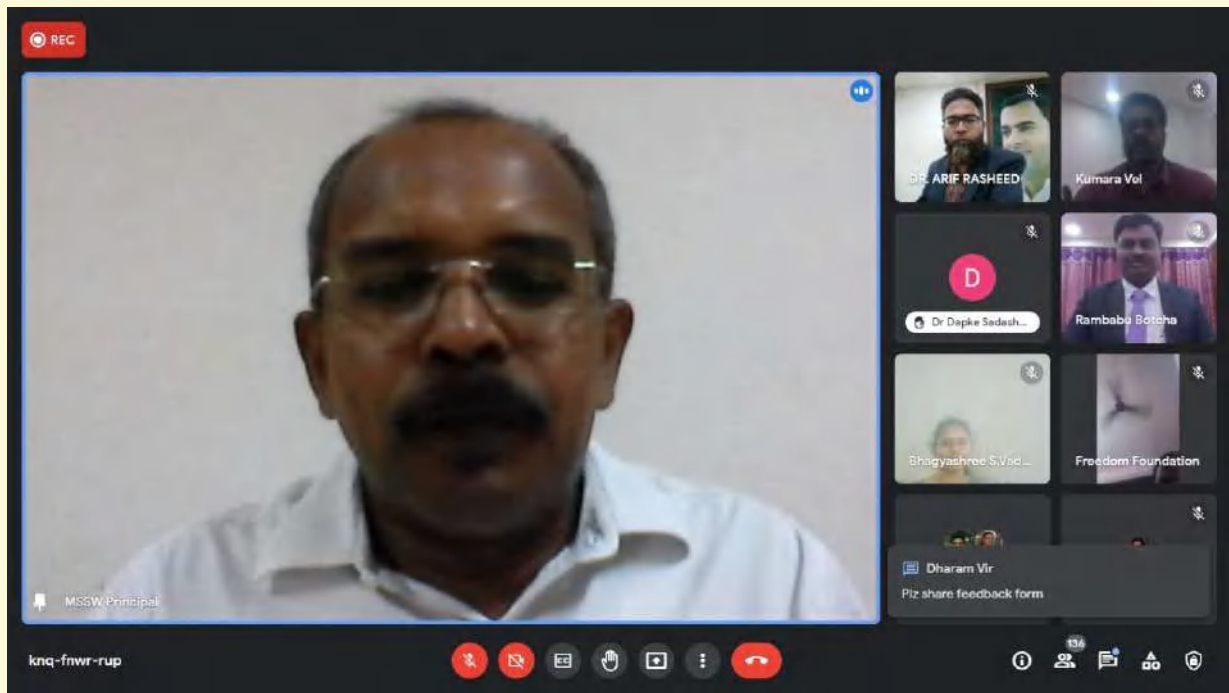 REC
DR. ARIF RASHEED
Kumara Vel
D
Dr Dapke Sadash...
Rambabu Botcha
Bhagyashree S,Vad...
Freedom Foundation
Dharam Vir
Plz share feedback form
MSSW Principal
knq-fnwr-rup
CC
136